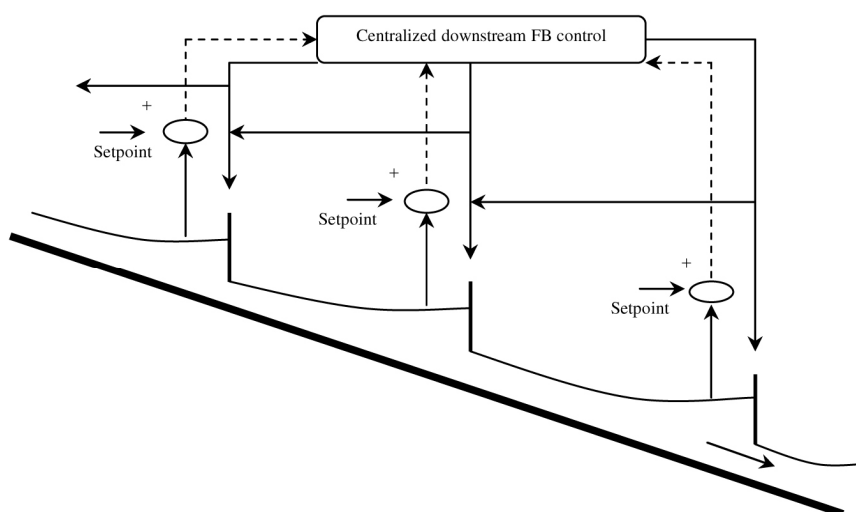 Centralized downstream FB control
+
Setpoint
+
Setpoint
+
Setpoint